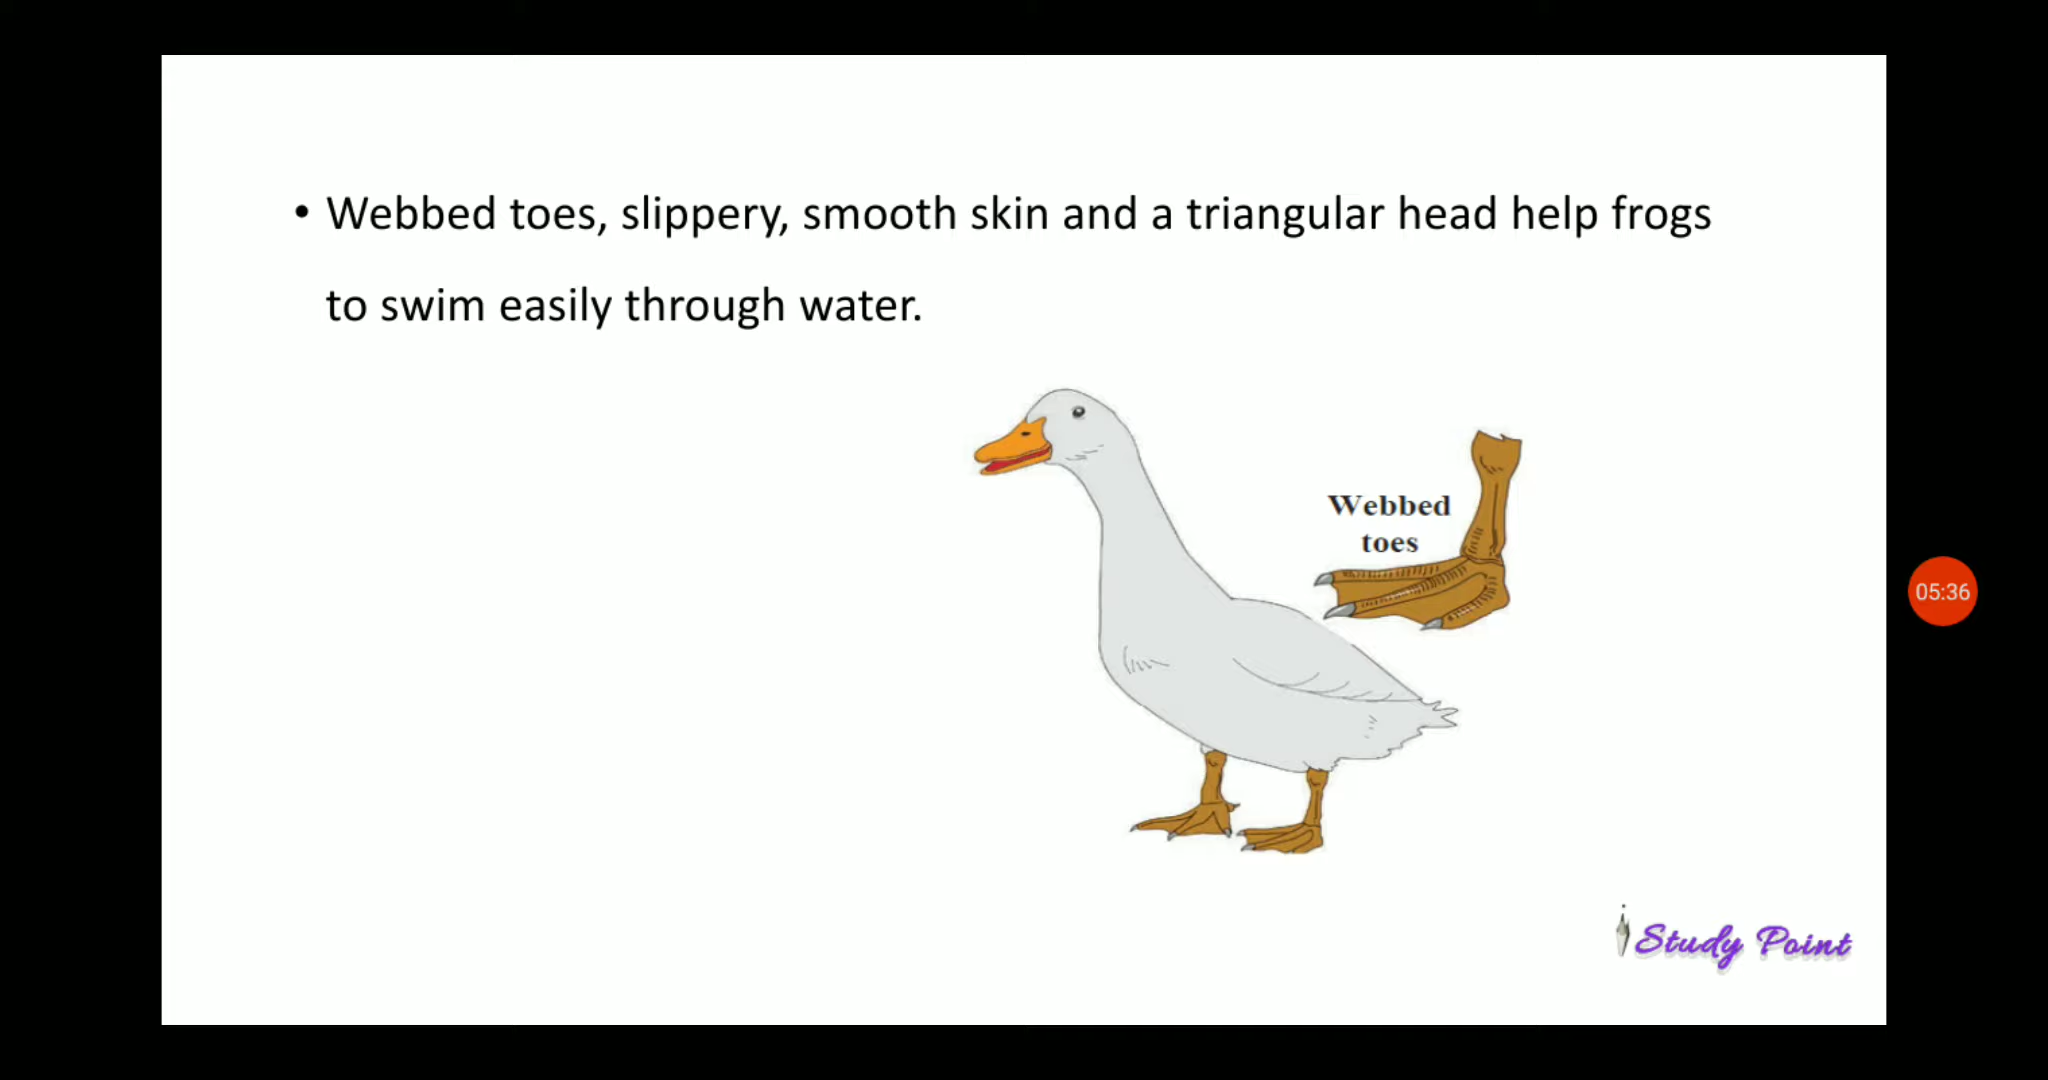 • Webbed toes, slippery, smooth skin and a triangular head help frogs
to swim easily through water.
Webbed
toes
05:36
Study Point